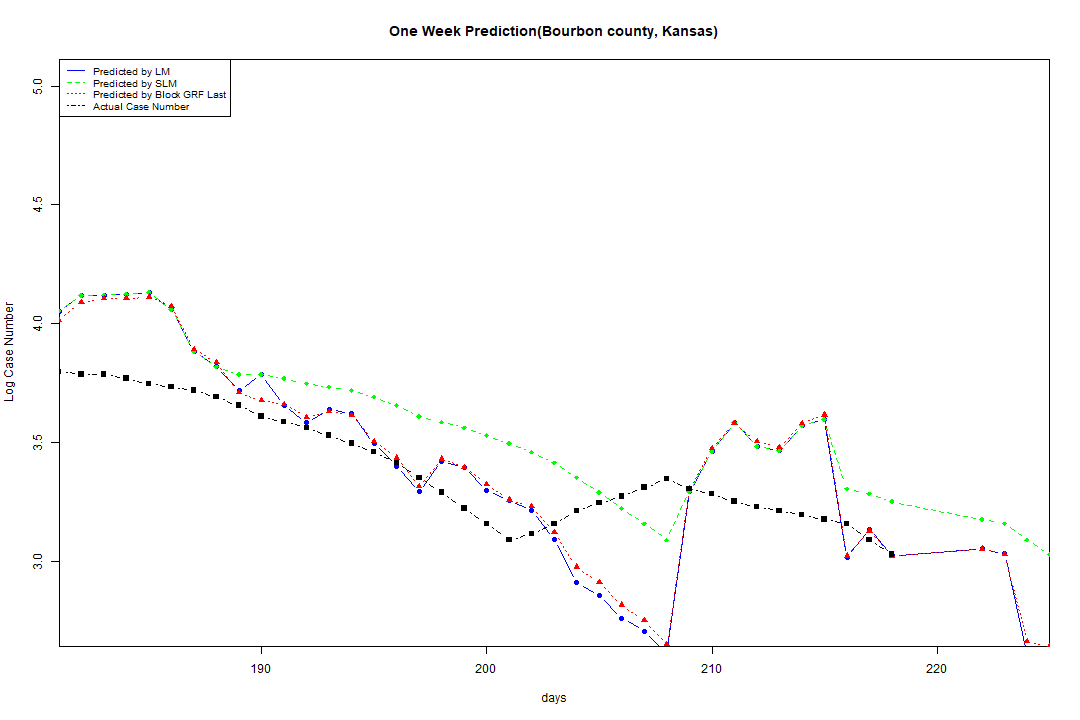 One Week Prediction(Bourbon county, Kansas)
Predicted by LM
Predicted by SLM
Predicted by Block GRF Last
Actual Case Number
5.0
4.5
4.0
3.5
3.0
Log Case Number
190
200
210
220
days